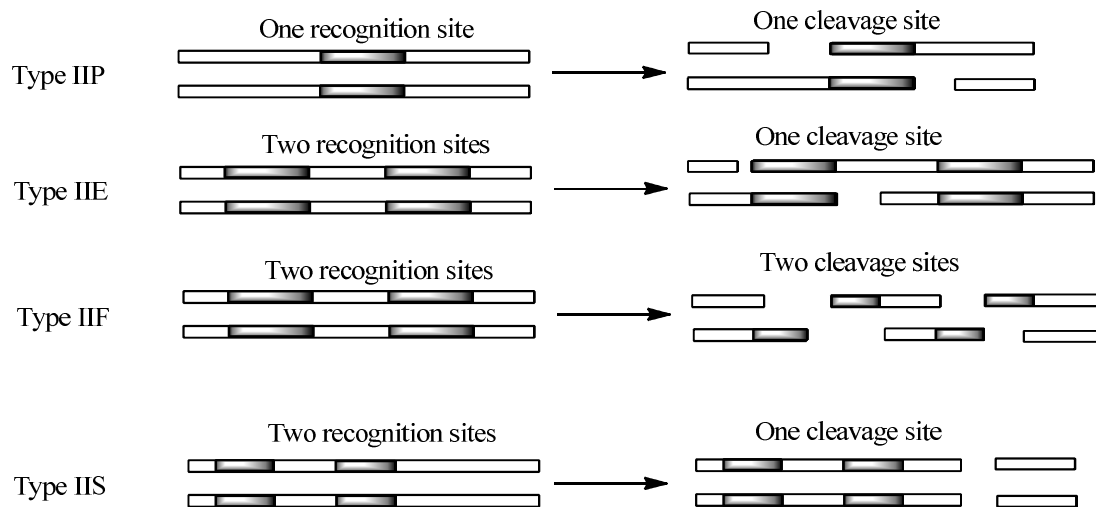 One recognition site
One cleavage site
Type IIP
Two recognition sites
One cleavage site
Type IIE
Two recognition sites
Two cleavage sites
Type IIF
Two recognition sites
One cleavage site
Type IIS